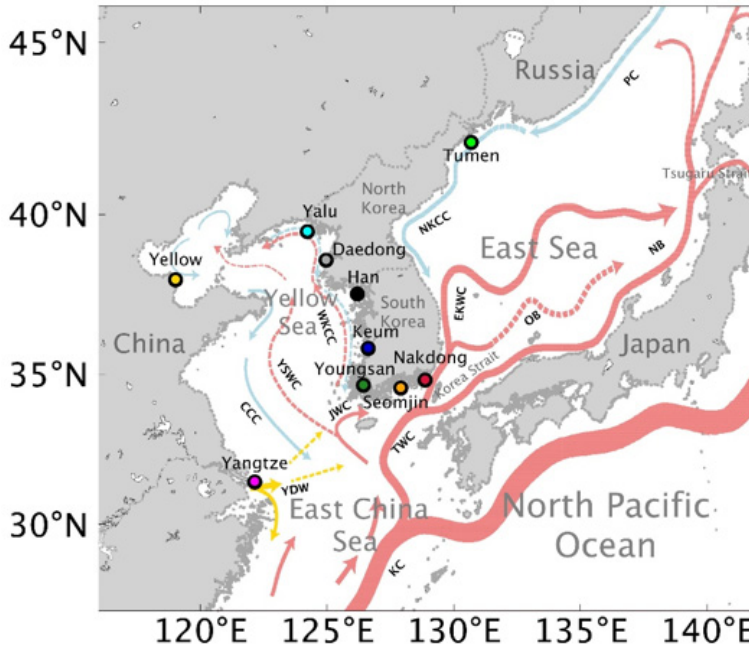 45°N
40°N
35°N
30°N
120°E
125°E
130°E
135°E
140°E
Russia
PC
Tumen
Tsugaru Strait
North
Korea
NKCC
East Sea
NB
Yalu
Daedong
Yellow
Han
Yellow
Sea
South
Korea
EKWC
OB
WKCC
Keum
China
Japan
YSWC
Youngsan
Nakdong
Korea Strait
Seomjin
CCC
JWC
TWC
Yangtze
YDW
East China
Sea
North Pacific
Ocean
KC